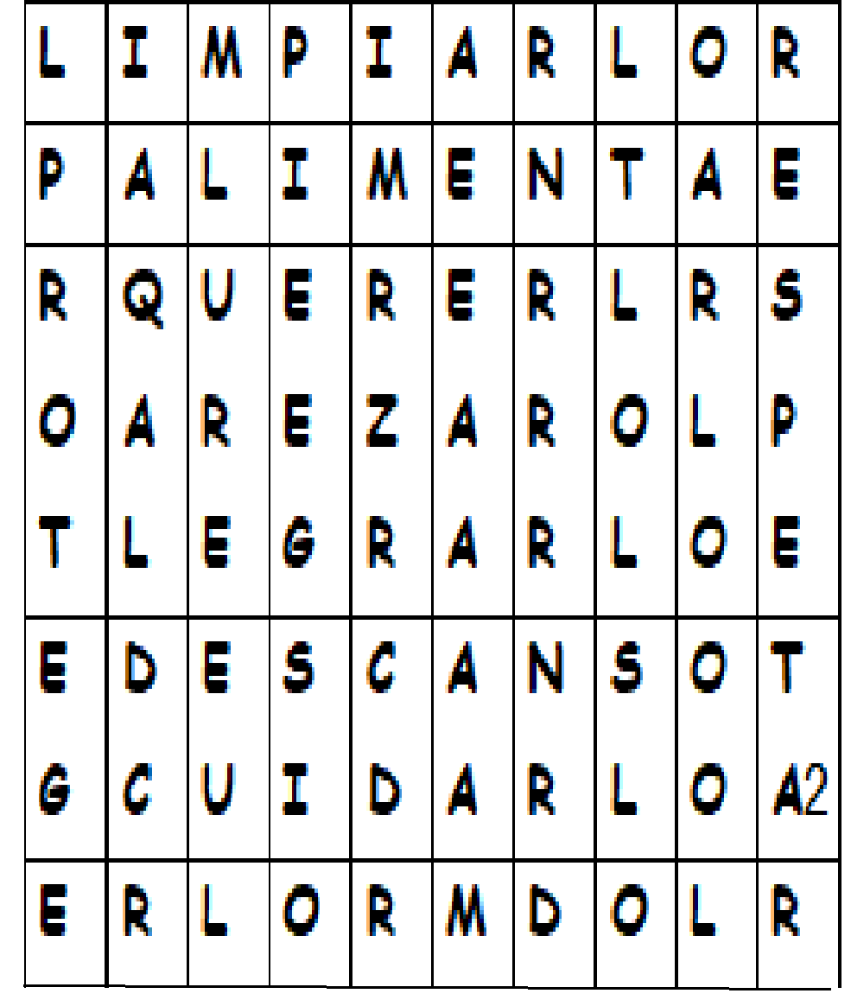 L I M P I A R L O R
P A L I M E N T A E
R Q U E R E R L R S
O A R E Z A R O L P
T L E G R A R L O E
E D E S C A N S O T
G C U I D A R L O A2
E R L O R M D O L R